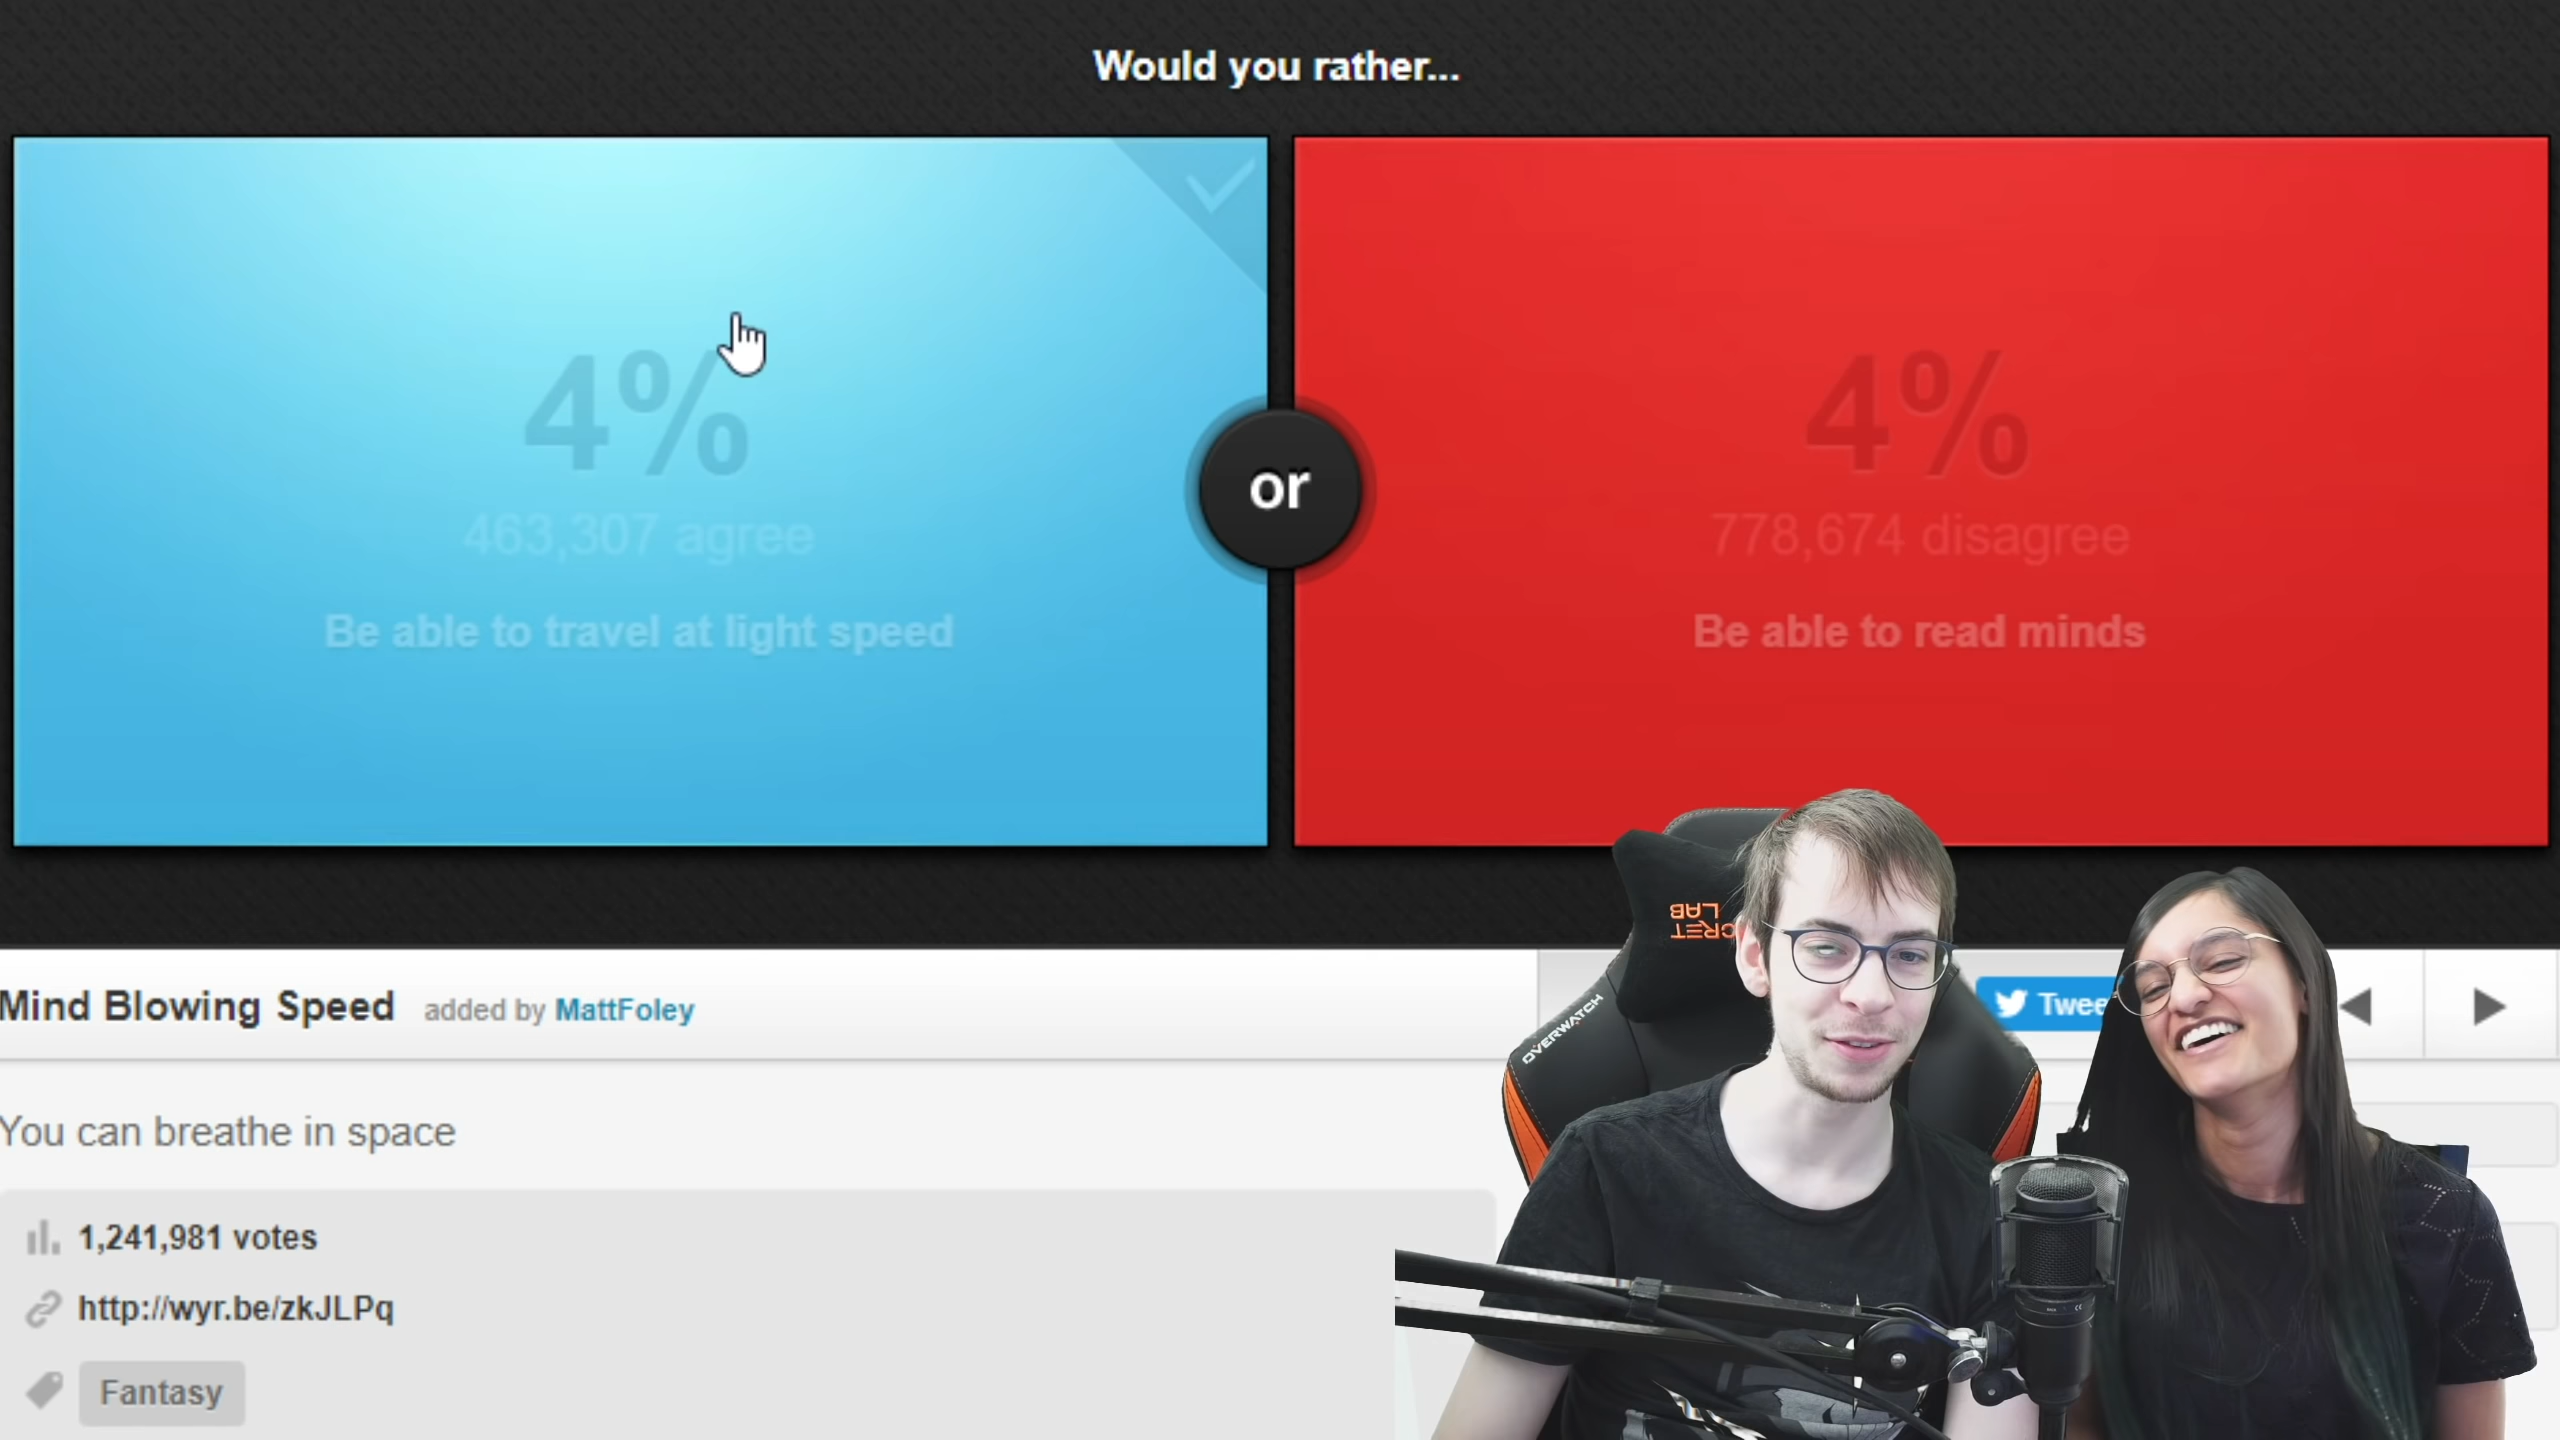 Would you rather...
4%
463,307 agree
Be able to travel at light speed
or
4%
778,674 disagree
Be able to read minds
Mind Blowing Speed added by MattFoley
Twee
You can breathe in space
1,241,981 votes
http://wyr.be/zkJLPq
Fantasy
CRET
LAB
OVERWATCH